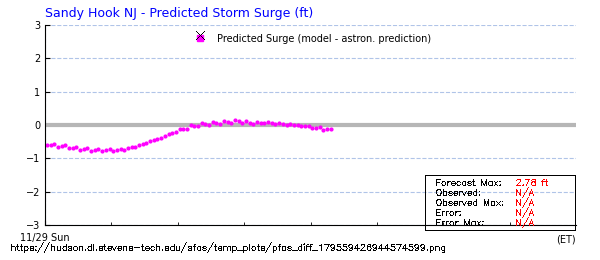 Sandy Hook NJ - Predicted Storm Surge (ft)
3
Predicted Surge (model - astron. prediction)
2
1
0
−1
−2
−3
Forecast Max: 2.78 ft
Observed: N/A
Observed Max: N/A
Error: N/A
Error Max: N/A
11/29 Sun
(ET)
https://hudson.dl.stevens-tech.edu/sfas/temp_plots/pfas_diff_179559426944574599.png